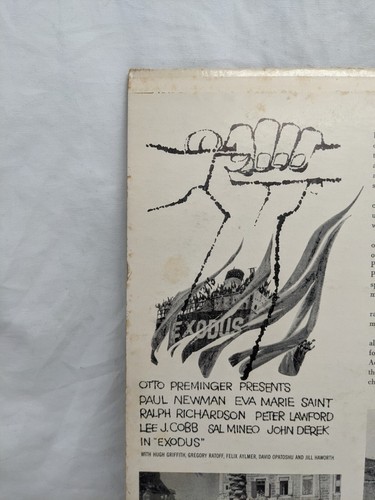 EXODUS
OTTO PREMINGER PRESENTS
PAUL NEWMAN EVA MARIE SAINT
RALPH RICHARDSON PETER LAWFORD
LEE J. COBB SAL MINEO JOHN DEREK
IN "EXODUS"
WITH HUGH GRIFFITH, GREGORY RATOFF, FELIX AYLMER, DAVID OPATOSHU AND JILL HAWORTH